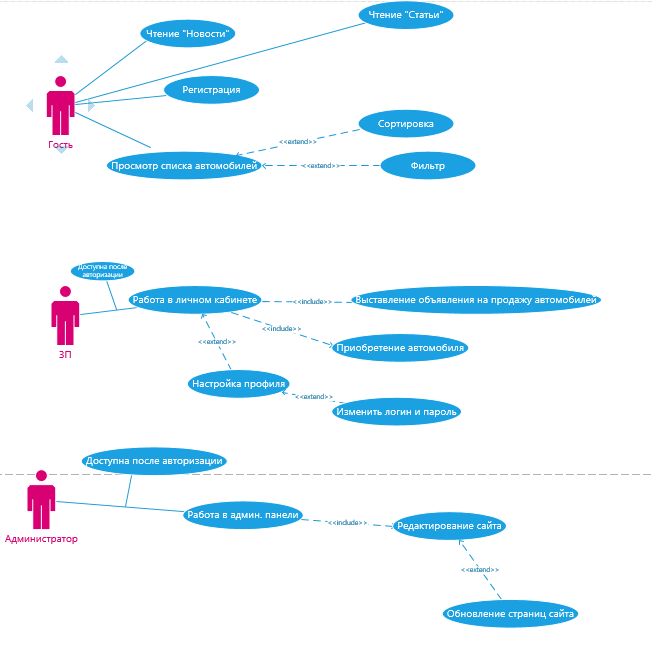 Чтение "Статьи"
Чтение "Новости"
Регистрация
Гость
Сортировка
<<extend>>
Просмотр списка автомобилей
<<extend>>
Фильтр
Доступна после
авторизации
Работа в личном кабинете
<<include>>
Выставление объявления на продажу автомобилей
ЗП
<<include>>
<<extend>>
Приобретение автомобиля
Настройка профиля
<<extend>>
Изменить логин и пароль
Доступна после авторизации
Администратор
Работа в админ. панели
<<include>>
Редактирование сайта
<<extend>>
Обновление страниц сайта